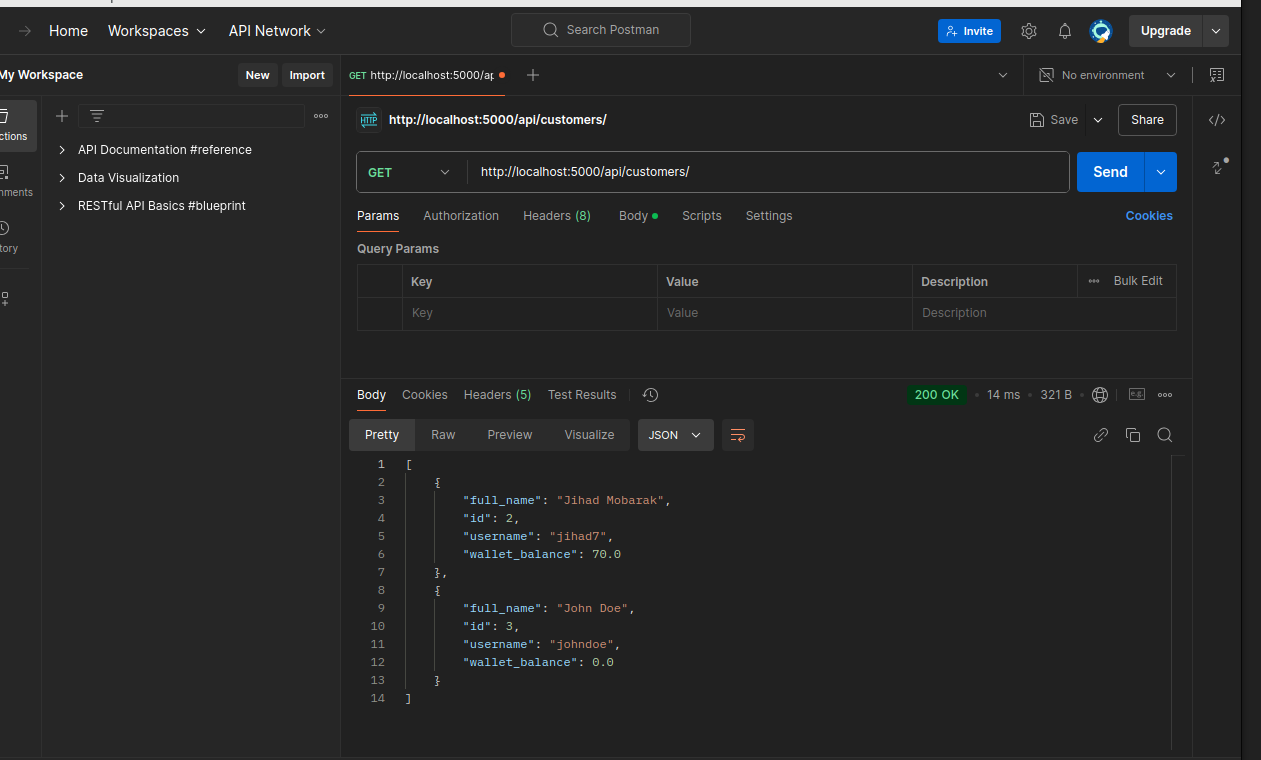 Home Workspaces API Network Search Postman Invite Upgrade
My Workspace New Import GET http://localhost:5000/ap No environment
http://localhost:5000/api/customers/ Save Share
ctions
API Documentation #reference
Data Visualization
RESTful API Basics #blueprint
nments
tory
GET http://localhost:5000/api/customers/ Send
Params Authorization Headers (8) Body Scripts Settings Cookies
Query Params
Key Value Description Bulk Edit
Key Value Description
Body Cookies Headers (5) Test Results 200 OK 14 ms 321 B e.g.
Pretty Raw Preview Visualize JSON
1 [
2 {
3 "full_name": "Jihad Mobarak",
4 "id": 2,
5 "username": "jihad7",
6 "wallet_balance": 70.0
7 },
8 {
9 "full_name": "John Doe",
10 "id": 3,
11 "username": "johndoe",
12 "wallet_balance": 0.0
13 }
14 ]